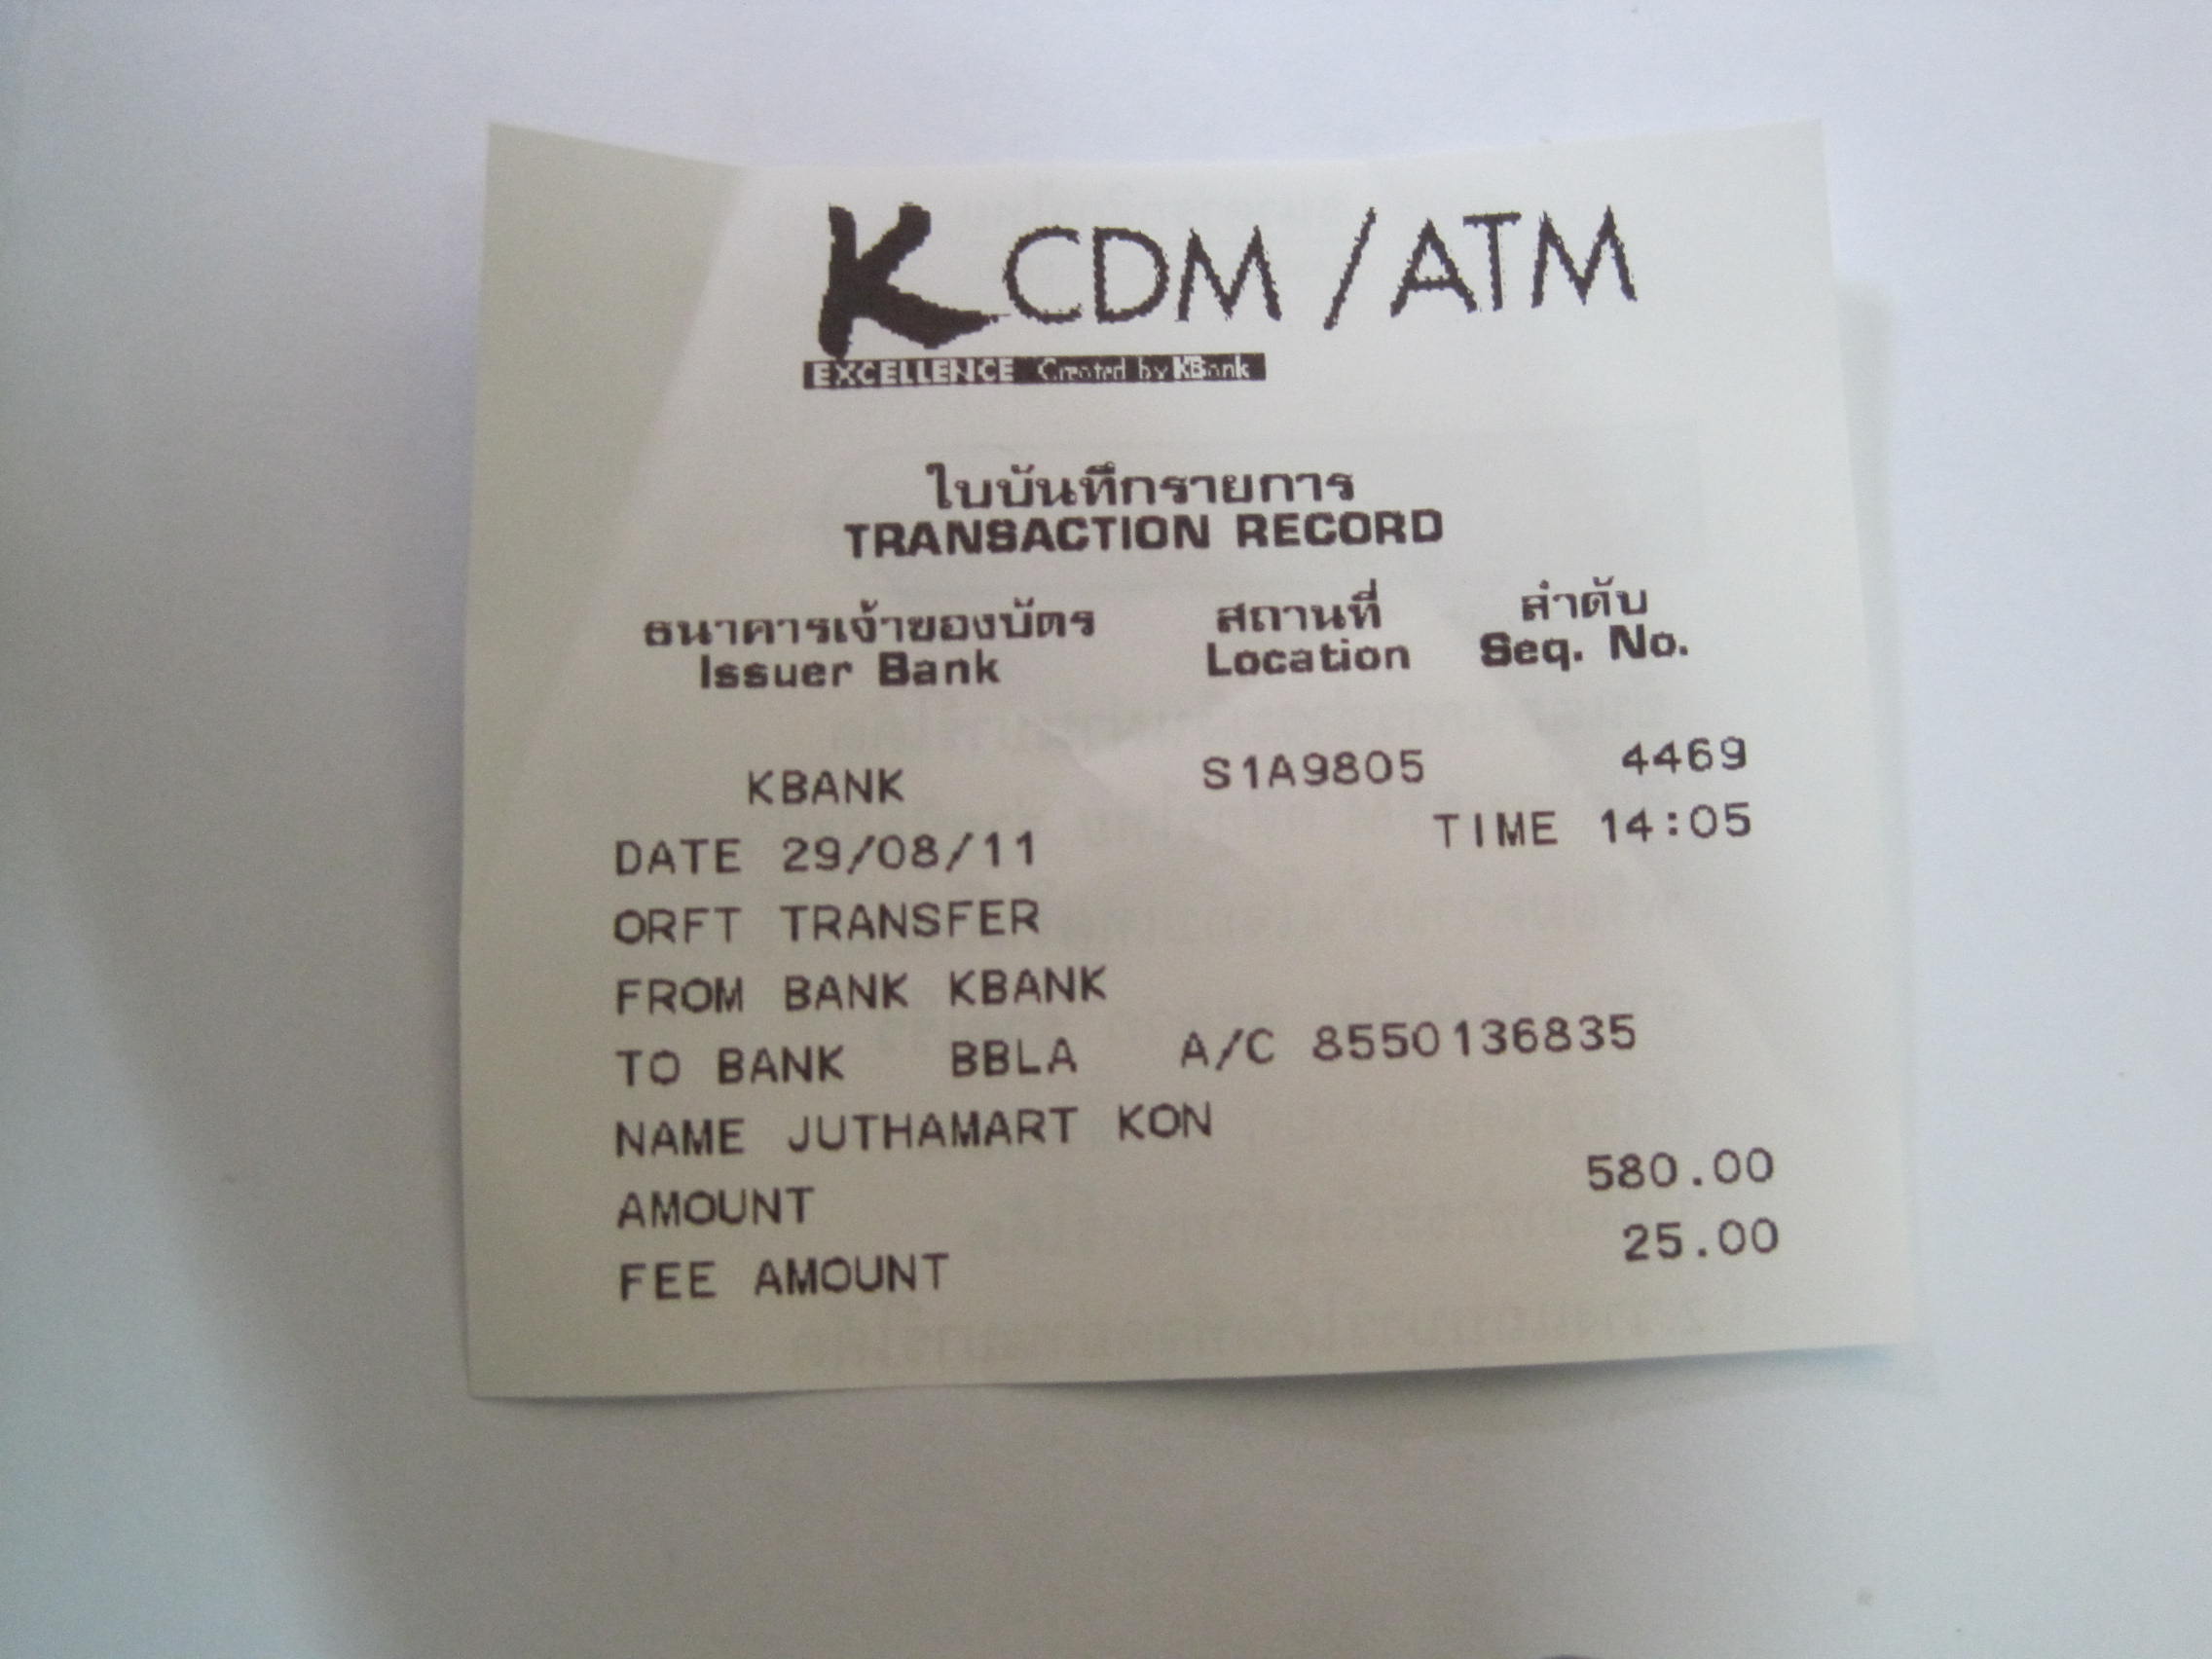 K CDM / ATM
EXCELLENCE Created by KBank
ใบบันทึกรายการ
TRANSACTION RECORD
ธนาคารเจ้าของบัตร สถานที่ ลำดับ
Issuer Bank Location Seq. No.
KBANK S1A9805 4469
DATE 29/08/11 TIME 14:05
ORFT TRANSFER
FROM BANK KBANK
TO BANK BBLA A/C 8550136835
NAME JUTHAMART KON
AMOUNT 580.00
FEE AMOUNT 25.00